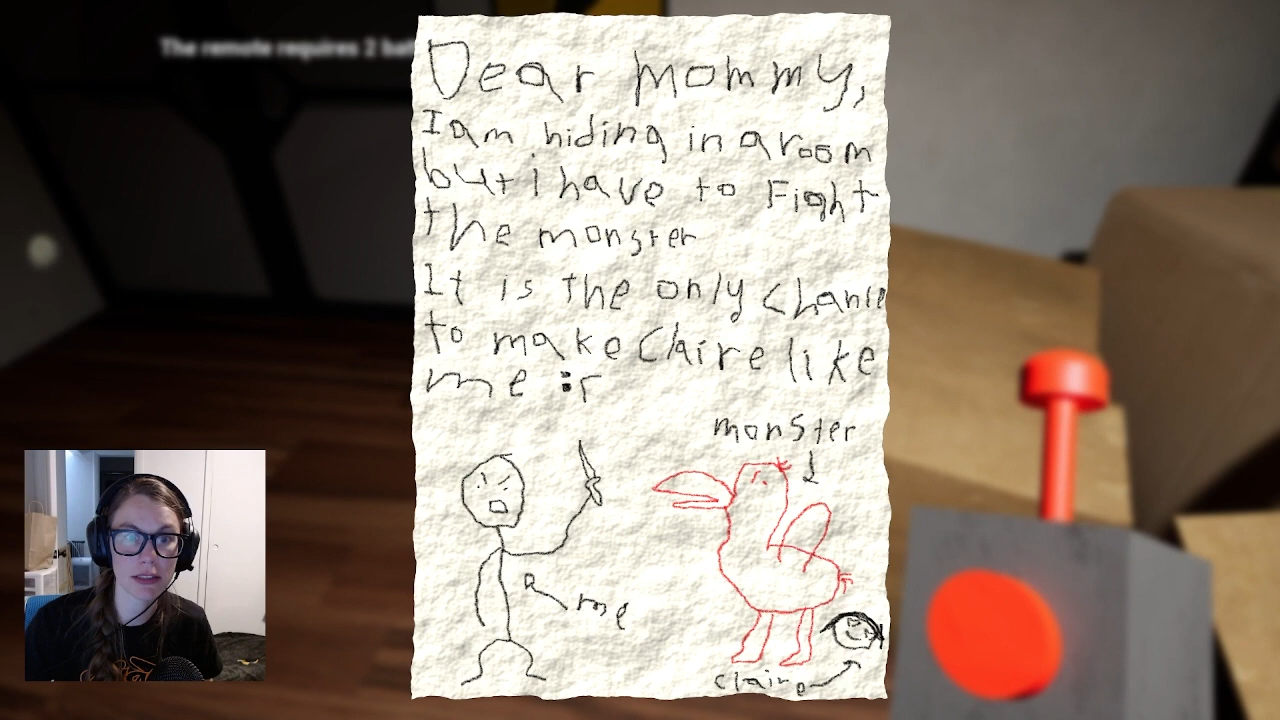 The remote requires 2 bat
Dear mommy,
I am hiding in a room
but i have to Fight
the monster
It is the only chance
to make Claire like
me :r
monster
me
Claire